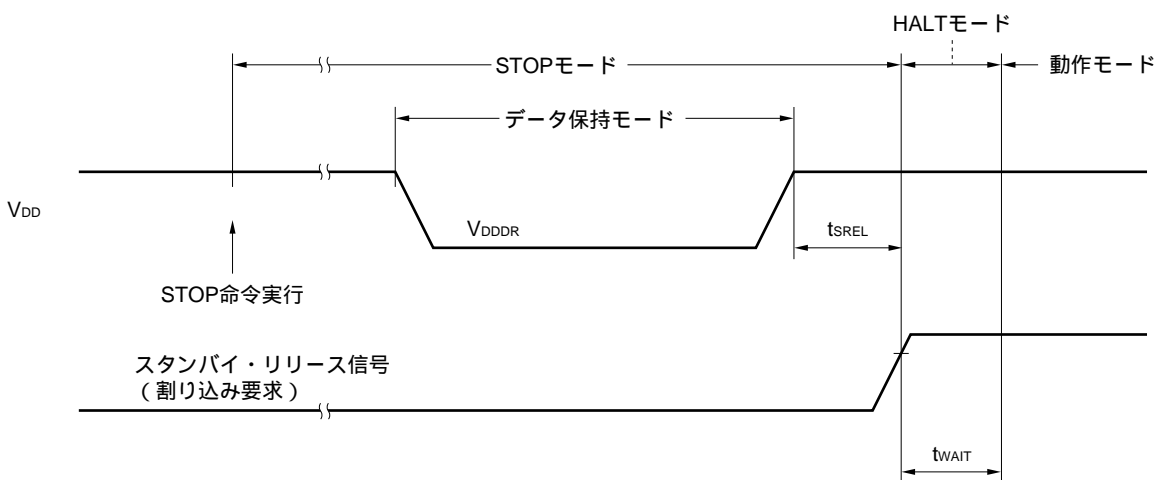 HALTモード
STOPモード
動作モード
データ保持モード
VDD
VDDDR
tSREL
STOP命令実行
スタンバイ・リリース信号
（割り込み要求）
tWAIT